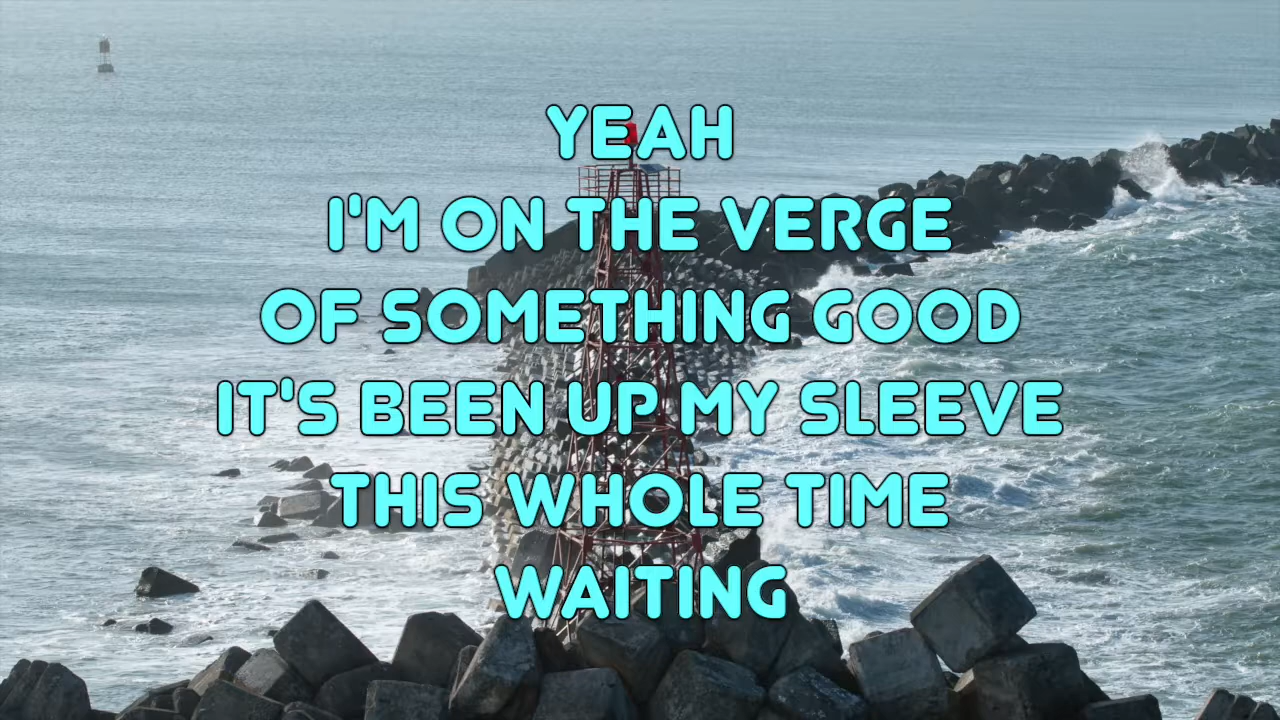 YEAH
I'M ON THE VERGE
OF SOMETHING GOOD
IT'S BEEN UP MY SLEEVE
THIS WHOLE TIME
WAITING